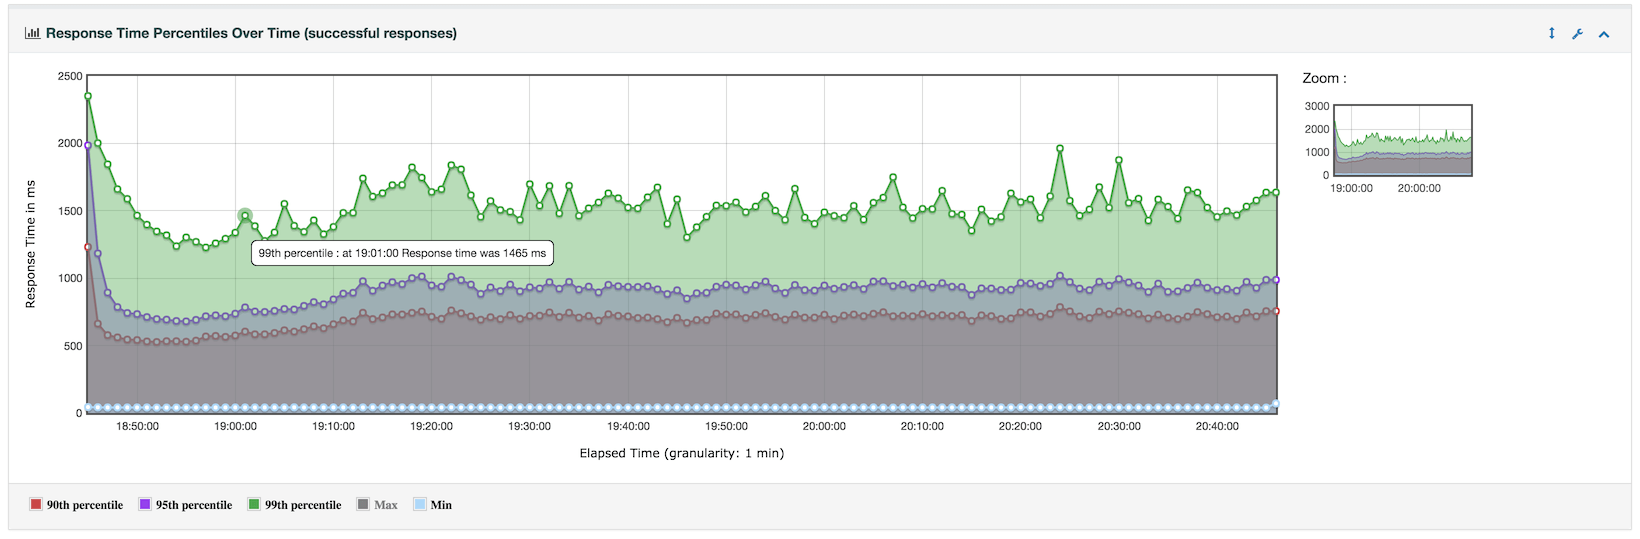 Response Time Percentiles Over Time (successful responses)
Zoom :
2500
2000
1500
1000
500
0
Response Time in ms
99th percentile : at 19:01:00 Response time was 1465 ms
18:50:00 19:00:00 19:10:00 19:20:00 19:30:00 19:40:00 19:50:00 20:00:00 20:10:00 20:20:00 20:30:00 20:40:00
Elapsed Time (granularity: 1 min)
3000
2000
1000
0
19:00:00 20:00:00
90th percentile 95th percentile 99th percentile Max Min